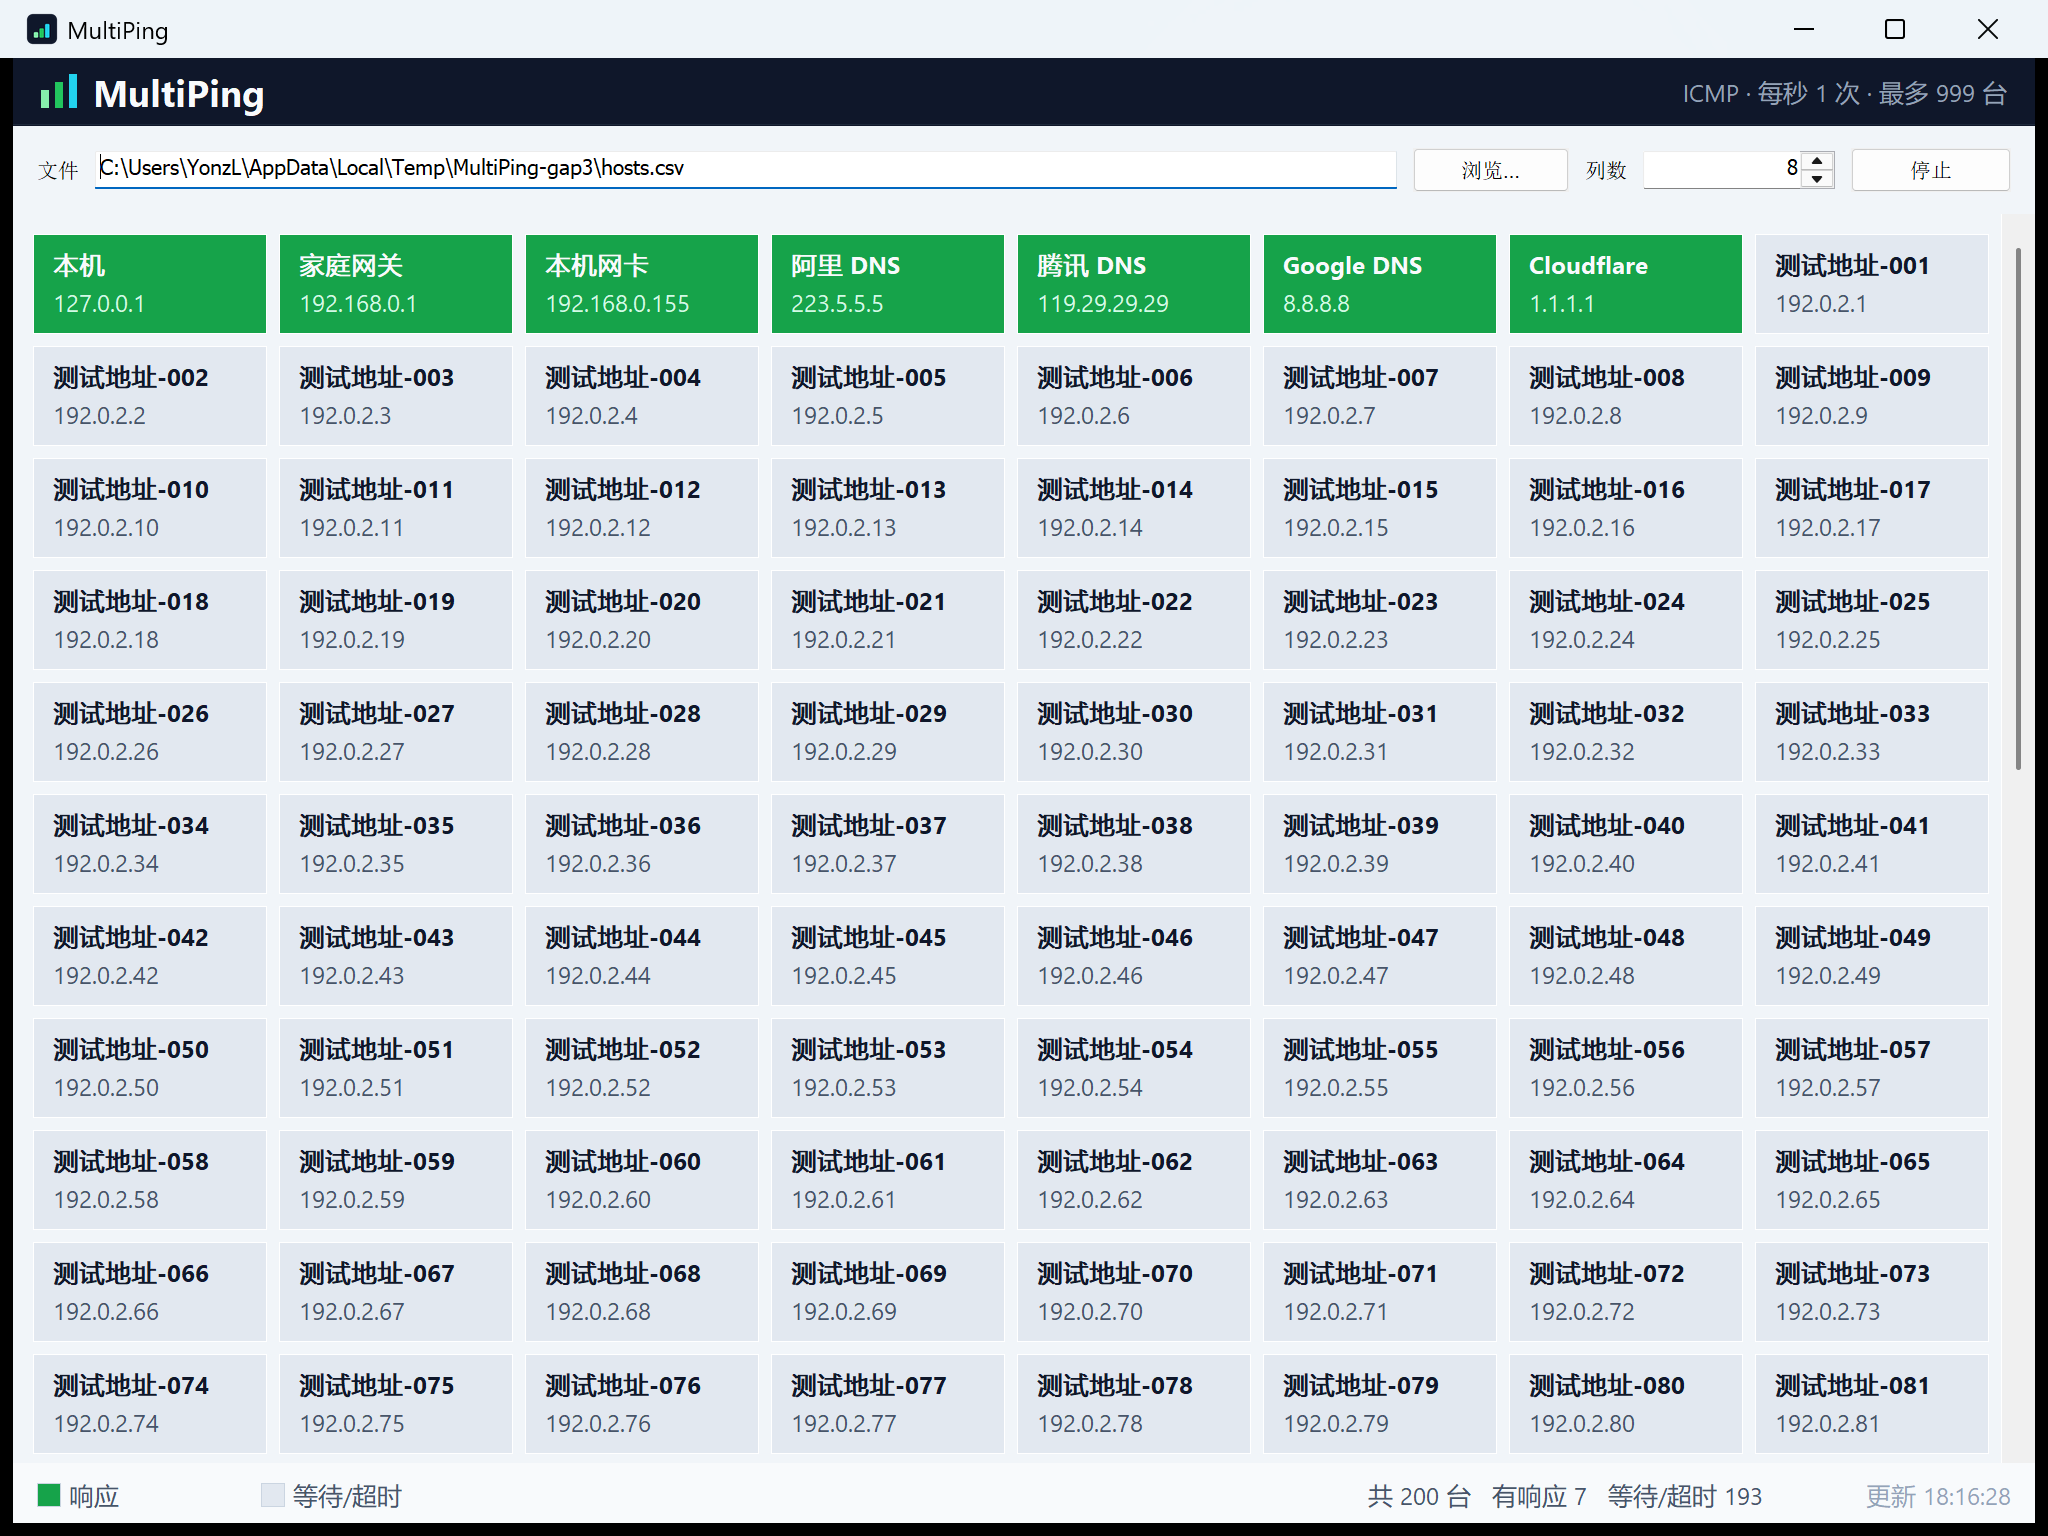 MultiPing
MultiPing
ICMP · 每秒 1 次 · 最多 999 台
文件 C:\Users\YonzL\AppData\Local\Temp\MultiPing-gap3\hosts.csv 浏览... 列数 8 停止
本机 家庭网关 本机网卡 阿里 DNS 腾讯 DNS Google DNS Cloudflare 测试地址-001
127.0.0.1 192.168.0.1 192.168.0.155 223.5.5.5 119.29.29.29 8.8.8.8 1.1.1.1 192.0.2.1
测试地址-002 测试地址-003 测试地址-004 测试地址-005 测试地址-006 测试地址-007 测试地址-008 测试地址-009
192.0.2.2 192.0.2.3 192.0.2.4 192.0.2.5 192.0.2.6 192.0.2.7 192.0.2.8 192.0.2.9
测试地址-010 测试地址-011 测试地址-012 测试地址-013 测试地址-014 测试地址-015 测试地址-016 测试地址-017
192.0.2.10 192.0.2.11 192.0.2.12 192.0.2.13 192.0.2.14 192.0.2.15 192.0.2.16 192.0.2.17
测试地址-018 测试地址-019 测试地址-020 测试地址-021 测试地址-022 测试地址-023 测试地址-024 测试地址-025
192.0.2.18 192.0.2.19 192.0.2.20 192.0.2.21 192.0.2.22 192.0.2.23 192.0.2.24 192.0.2.25
测试地址-026 测试地址-027 测试地址-028 测试地址-029 测试地址-030 测试地址-031 测试地址-032 测试地址-033
192.0.2.26 192.0.2.27 192.0.2.28 192.0.2.29 192.0.2.30 192.0.2.31 192.0.2.32 192.0.2.33
测试地址-034 测试地址-035 测试地址-036 测试地址-037 测试地址-038 测试地址-039 测试地址-040 测试地址-041
192.0.2.34 192.0.2.35 192.0.2.36 192.0.2.37 192.0.2.38 192.0.2.39 192.0.2.40 192.0.2.41
测试地址-042 测试地址-043 测试地址-044 测试地址-045 测试地址-046 测试地址-047 测试地址-048 测试地址-049
192.0.2.42 192.0.2.43 192.0.2.44 192.0.2.45 192.0.2.46 192.0.2.47 192.0.2.48 192.0.2.49
测试地址-050 测试地址-051 测试地址-052 测试地址-053 测试地址-054 测试地址-055 测试地址-056 测试地址-057
192.0.2.50 192.0.2.51 192.0.2.52 192.0.2.53 192.0.2.54 192.0.2.55 192.0.2.56 192.0.2.57
测试地址-058 测试地址-059 测试地址-060 测试地址-061 测试地址-062 测试地址-063 测试地址-064 测试地址-065
192.0.2.58 192.0.2.59 192.0.2.60 192.0.2.61 192.0.2.62 192.0.2.63 192.0.2.64 192.0.2.65
测试地址-066 测试地址-067 测试地址-068 测试地址-069 测试地址-070 测试地址-071 测试地址-072 测试地址-073
192.0.2.66 192.0.2.67 192.0.2.68 192.0.2.69 192.0.2.70 192.0.2.71 192.0.2.72 192.0.2.73
测试地址-074 测试地址-075 测试地址-076 测试地址-077 测试地址-078 测试地址-079 测试地址-080 测试地址-081
192.0.2.74 192.0.2.75 192.0.2.76 192.0.2.77 192.0.2.78 192.0.2.79 192.0.2.80 192.0.2.81
响应 等待/超时 共 200 台 有响应 7 等待/超时 193 更新 18:16:28